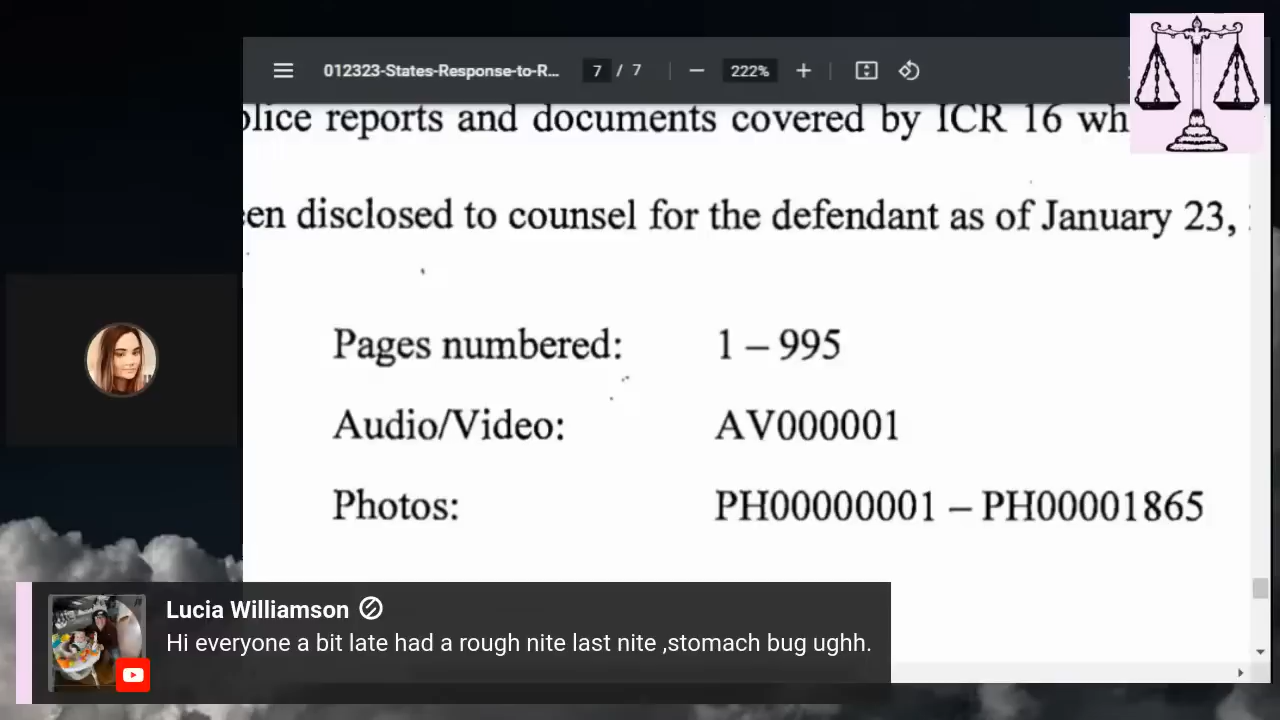 012323-States-Response-to-R... 7 / 7 222%
olice reports and documents covered by ICR 16 wh
een disclosed to counsel for the defendant as of January 23,
Pages numbered: 1 – 995
Audio/Video: AV000001
Photos: PH00000001 – PH00001865
Lucia Williamson
Hi everyone a bit late had a rough nite last nite ,stomach bug ughh.